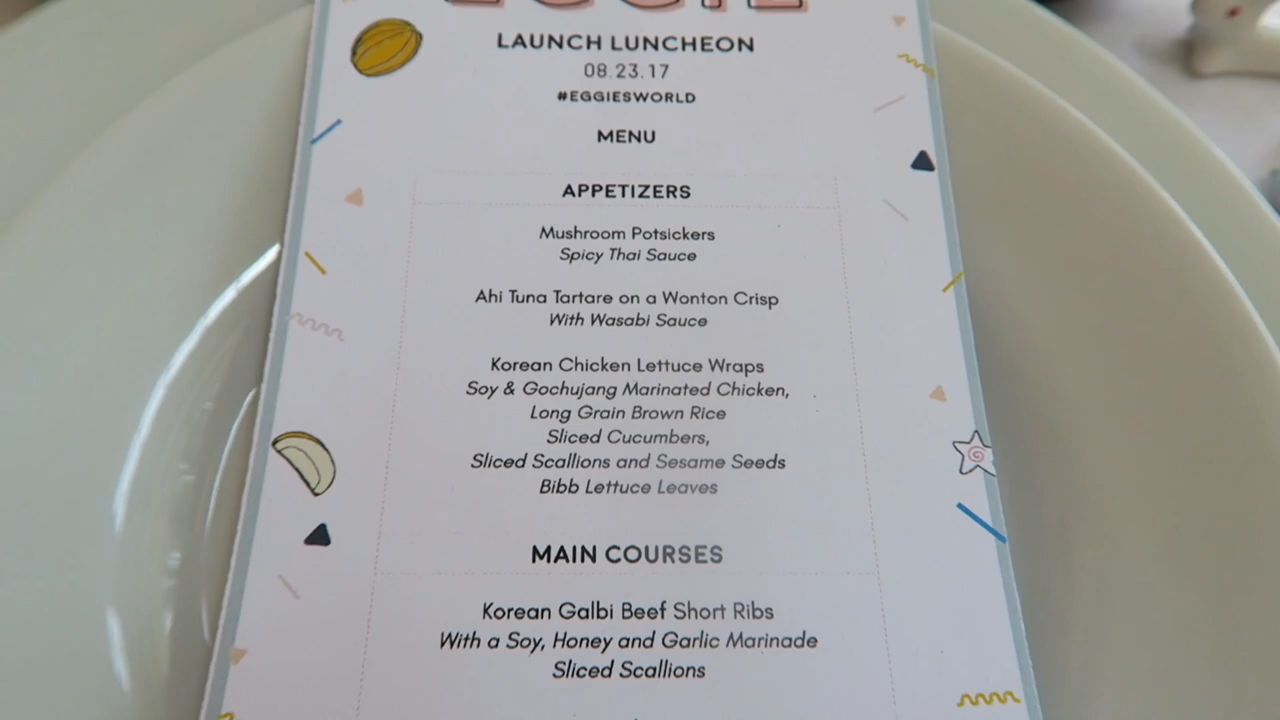 EGGIE
LAUNCH LUNCHEON
08.23.17
#EGGIESWORLD
MENU
APPETIZERS
Mushroom Potsickers
Spicy Thai Sauce
Ahi Tuna Tartare on a Wonton Crisp
With Wasabi Sauce
Korean Chicken Lettuce Wraps
Soy & Gochujang Marinated Chicken,
Long Grain Brown Rice
Sliced Cucumbers,
Sliced Scallions and Sesame Seeds
Bibb Lettuce Leaves
MAIN COURSES
Korean Galbi Beef Short Ribs
With a Soy, Honey and Garlic Marinade
Sliced Scallions